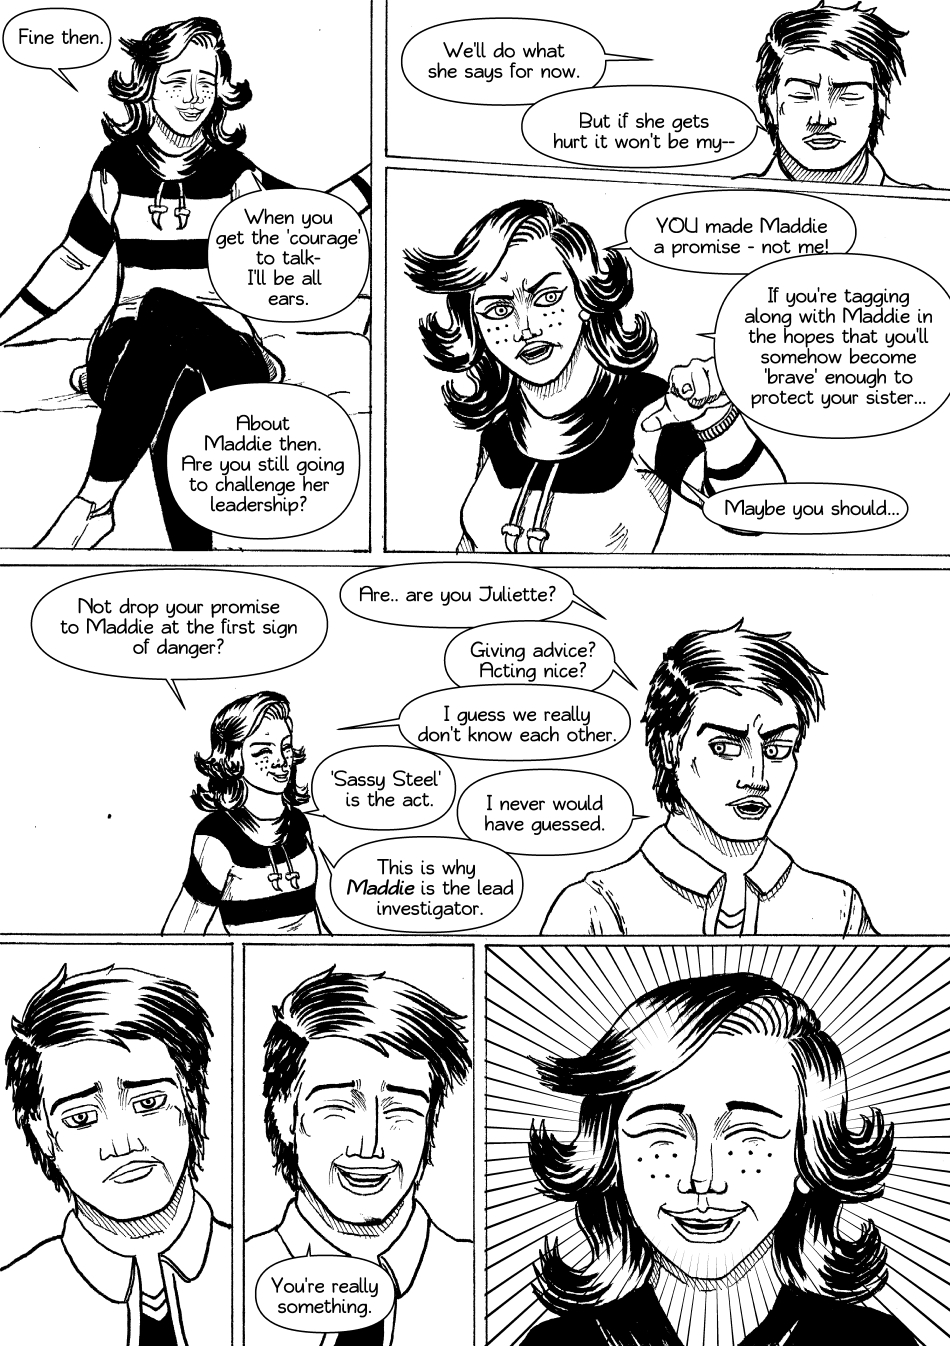 Fine then.
When you
get the 'courage'
to talk-
I'll be all
ears.
About
Maddie then.
Are you still going
to challenge her
leadership?
We'll do what
she says for now.
But if she gets
hurt it won't be my--
YOU made Maddie
a promise - not me!
If you're tagging
along with Maddie in
the hopes that you'll
somehow become
'brave' enough to
protect your sister...
Maybe you should...
Not drop your promise
to Maddie at the first sign
of danger?
Are.. are you Juliette?
Giving advice?
Acting nice?
I guess we really
don't know each other.
'Sassy Steel'
is the act.
I never would
have guessed.
This is why
Maddie is the lead
investigator.
You're really
something.